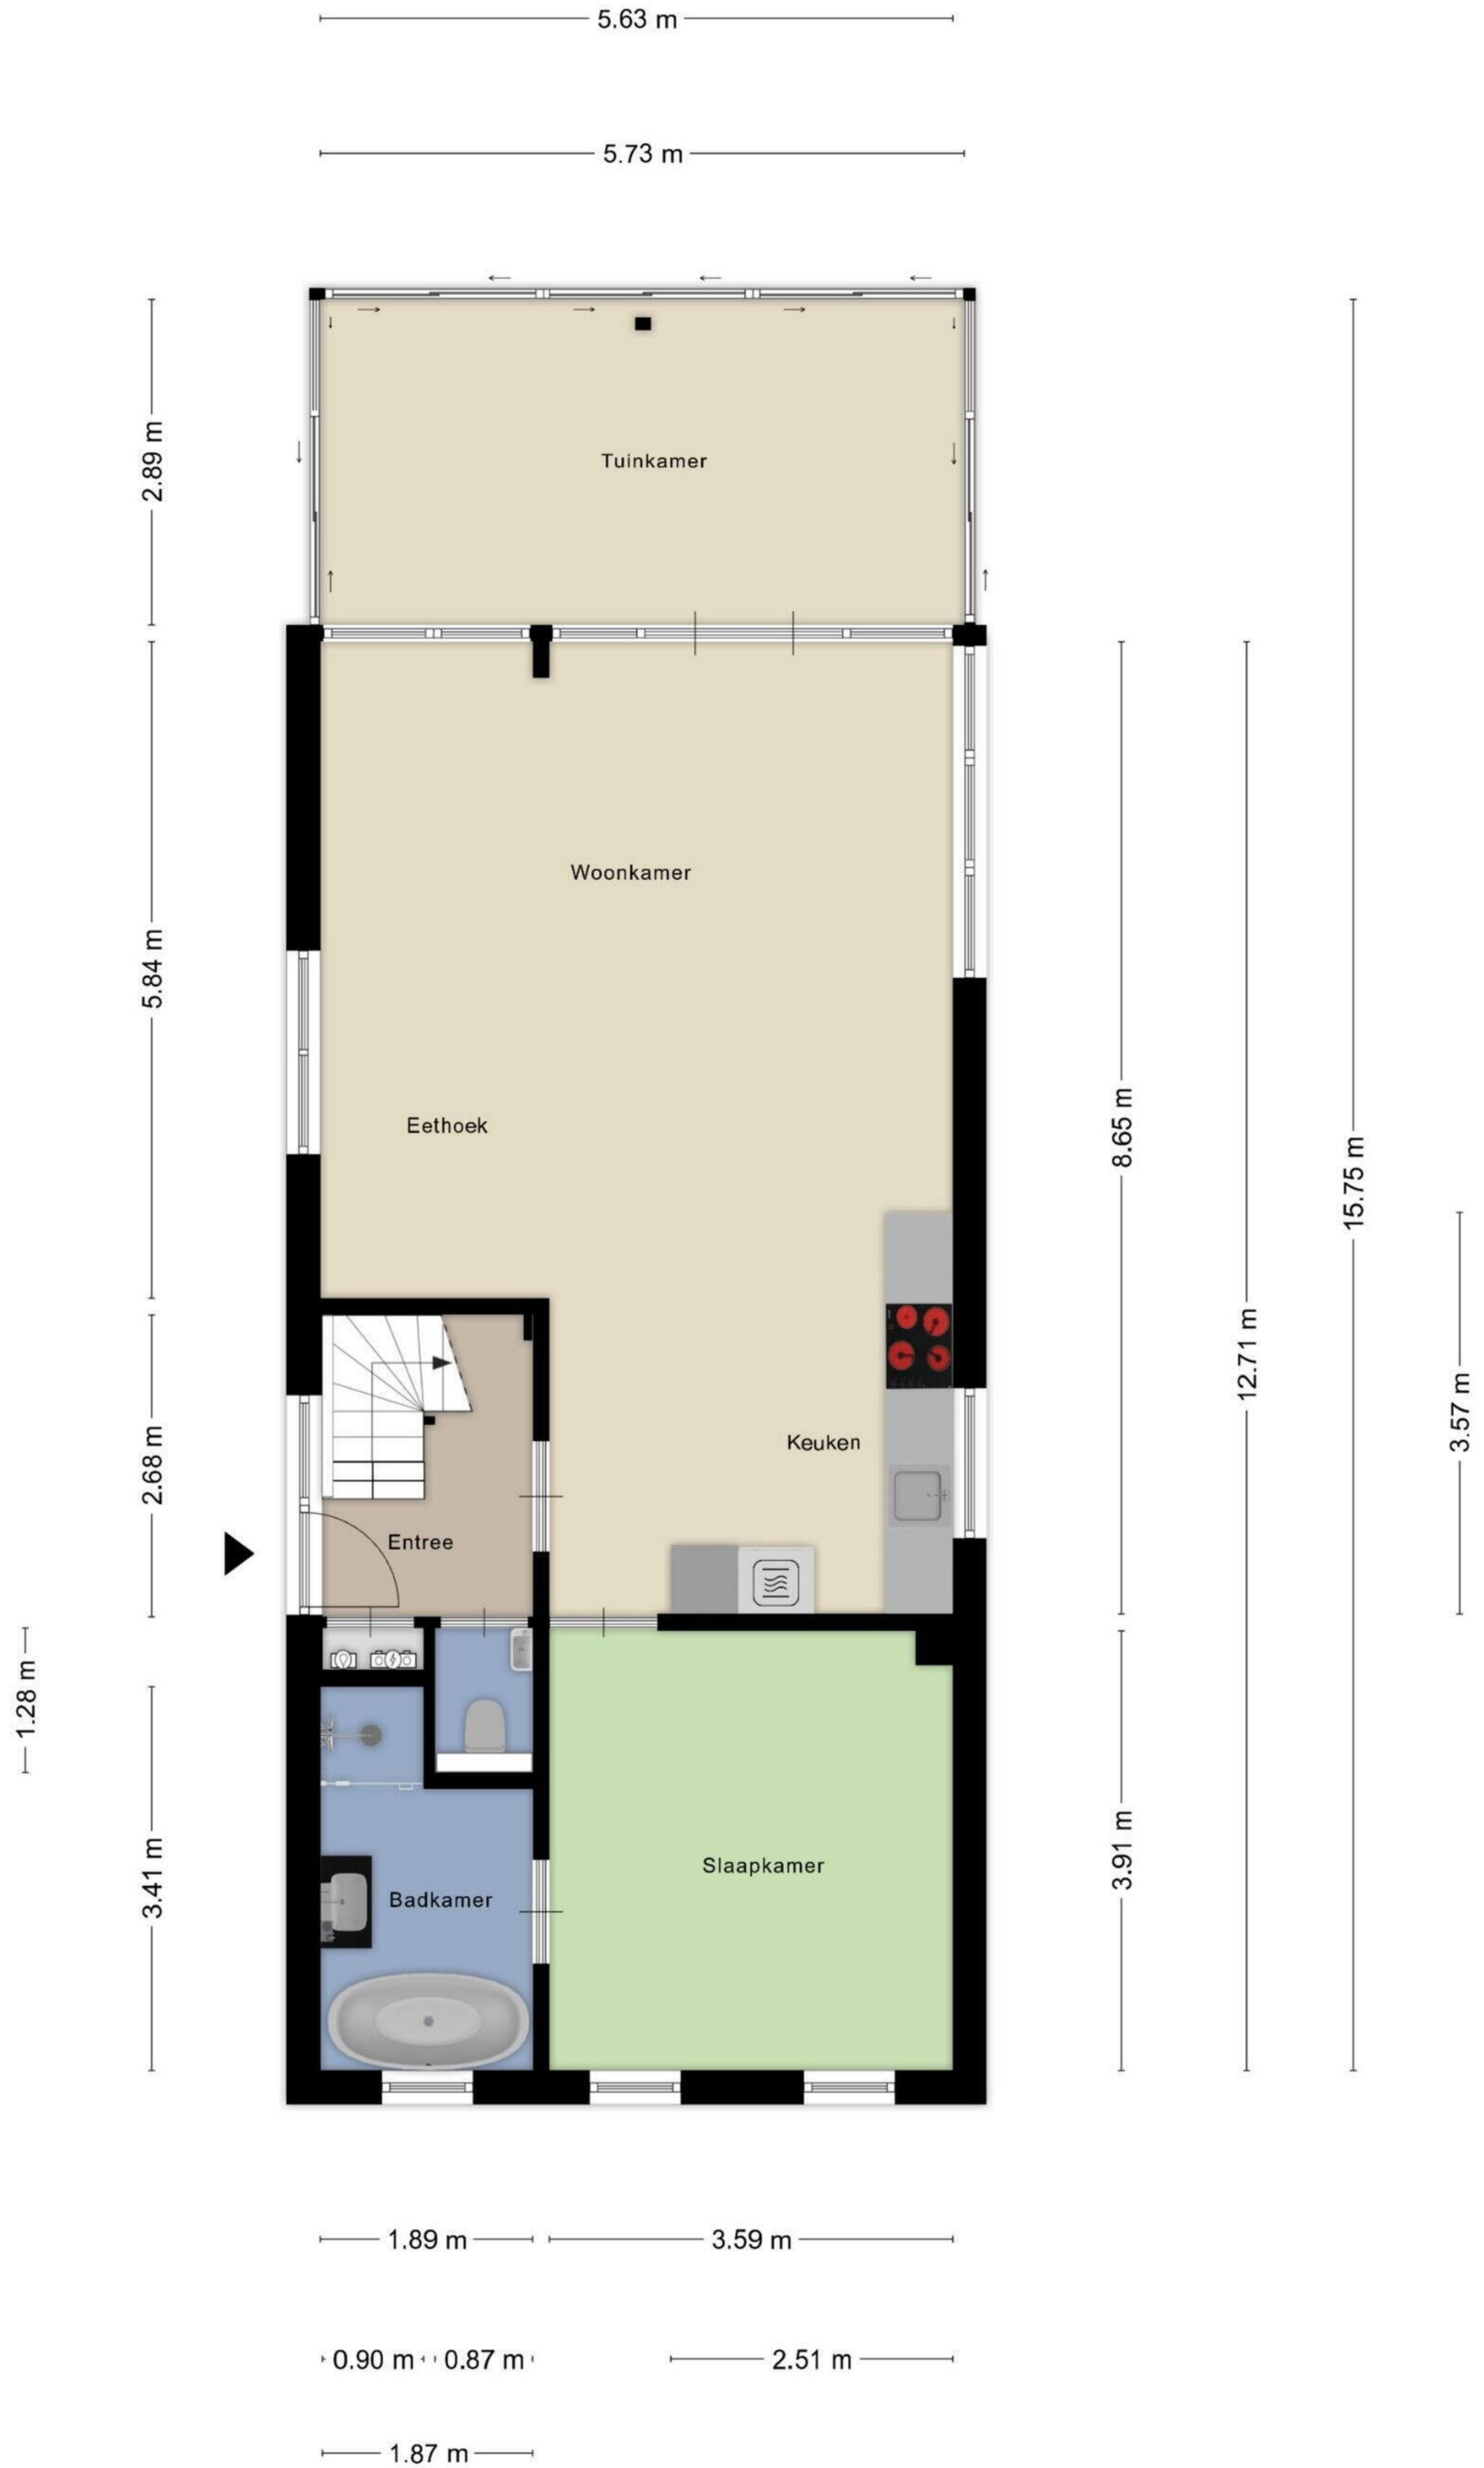 5.63 m
5.73 m
2.89 m
Tuinkamer
Woonkamer
5.84 m
Eethoek
8.65 m
15.75 m
12.71 m
3.57 m
Keuken
2.68 m
Entree
1.28 m
Slaapkamer
3.91 m
3.41 m
Badkamer
1.89 m
3.59 m
0.90 m
0.87 m
2.51 m
1.87 m